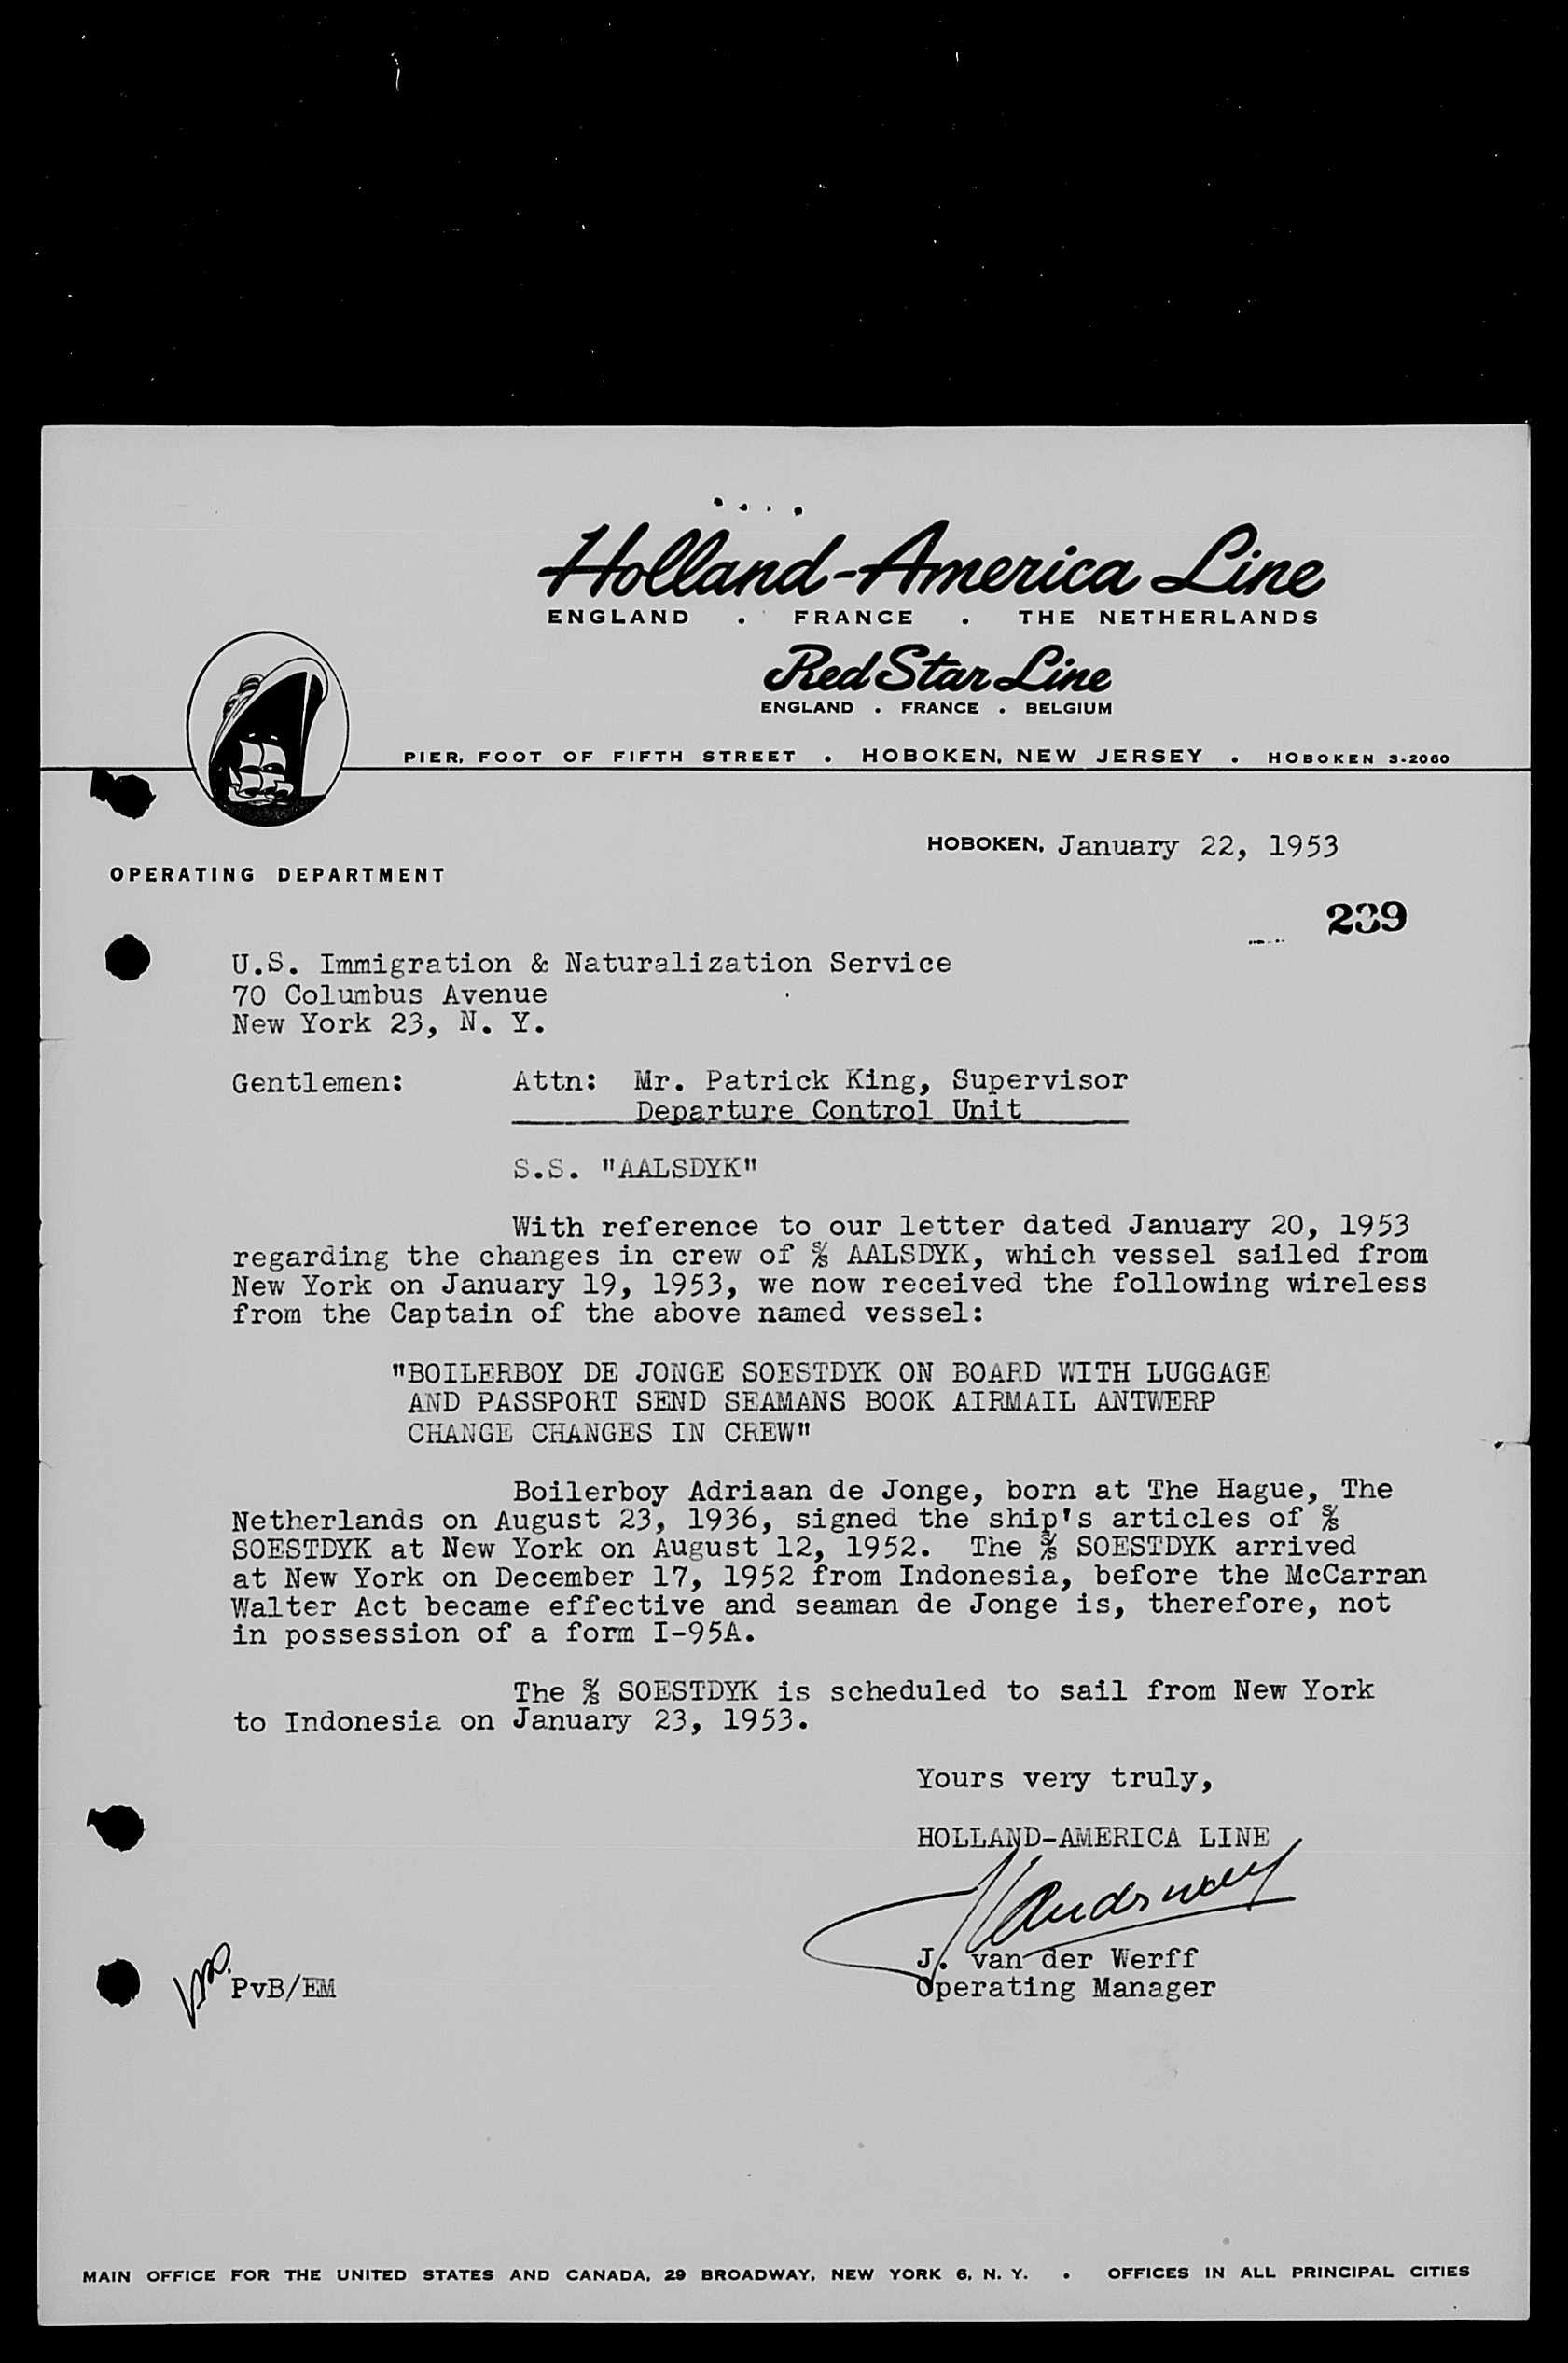 Holland-America Line
ENGLAND . FRANCE . THE NETHERLANDS
Red Star Line
ENGLAND . FRANCE . BELGIUM
PIER, FOOT OF FIFTH STREET . HOBOKEN, NEW JERSEY . HOBOKEN 3-2060
HOBOKEN, January 22, 1953
OPERATING DEPARTMENT
239
U.S. Immigration & Naturalization Service
70 Columbus Avenue
New York 23, N. Y.
Gentlemen: Attn: Mr. Patrick King, Supervisor
Departure Control Unit
S.S. "AALSDYK"
With reference to our letter dated January 20, 1953
regarding the changes in crew of S/S AALSDYK, which vessel sailed from
New York on January 19, 1953, we now received the following wireless
from the Captain of the above named vessel:
"BOILERBOY DE JONGE SOESTDYK ON BOARD WITH LUGGAGE
AND PASSPORT SEND SEAMANS BOOK AIRMAIL ANTWERP
CHANGE CHANGES IN CREW"
Boilerboy Adriaan de Jonge, born at The Hague, The
Netherlands on August 23, 1936, signed the ship's articles of S/S
SOESTDYK at New York on August 12, 1952. The S/S SOESTDYK arrived
at New York on December 17, 1952 from Indonesia, before the McCarran
Walter Act became effective and seaman de Jonge is, therefore, not
in possession of a form I-95A.
The S/S SOESTDYK is scheduled to sail from New York
to Indonesia on January 23, 1953.
Yours very truly,
HOLLAND-AMERICA LINE
J. van der Werff
PvB/EM
Operating Manager
MAIN OFFICE FOR THE UNITED STATES AND CANADA, 29 BROADWAY, NEW YORK 6, N. Y. . OFFICES IN ALL PRINCIPAL CITIES